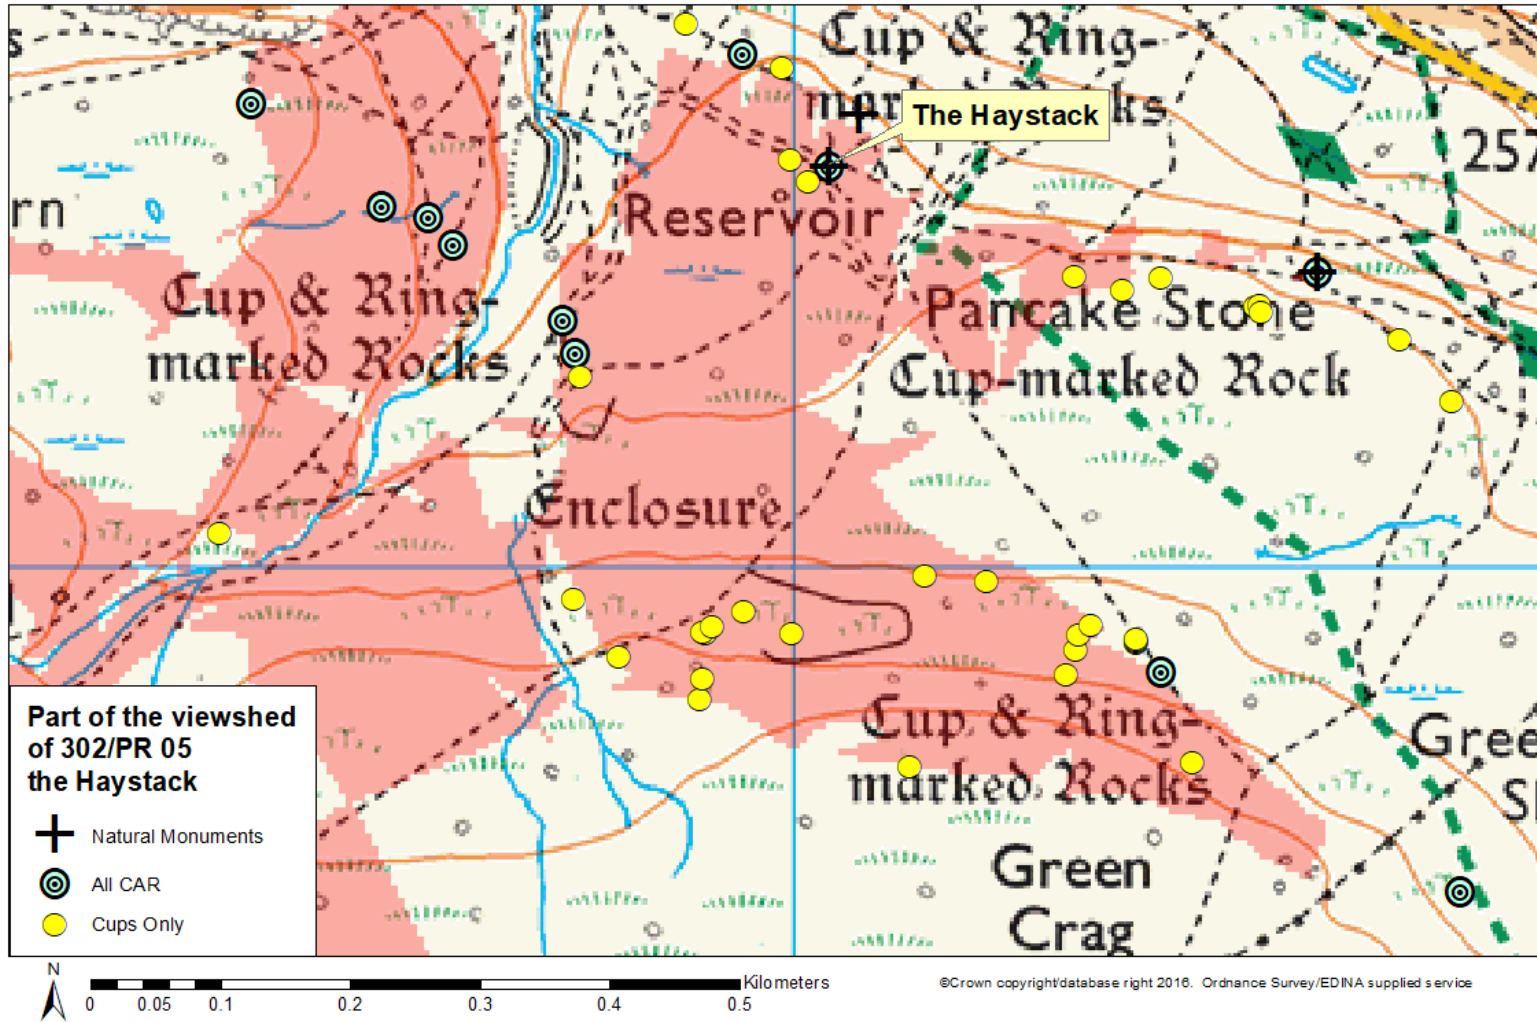 s
Cup & Ring-
marked Rocks
The Haystack
257
rn
Reservoir
Cup & Ring-
marked Rocks
Pancake Stone
Cup-marked Rock
Enclosure
Cup & Ring-
marked Rocks
Gree
S
Green
Crag
Part of the viewshed
of 302/PR 05
the Haystack
Natural Monuments
All CAR
Cups Only
N
Kilometers
0 0.05 0.1 0.2 0.3 0.4 0.5
©Crown copyright/database right 2016. Ordnance Survey/EDINA supplied service